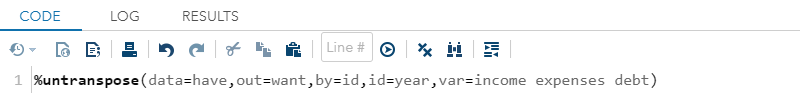 CODE LOG RESULTS
Line #
1 %untranspose(data=have,out=want,by=id,id=year,var=income expenses debt)